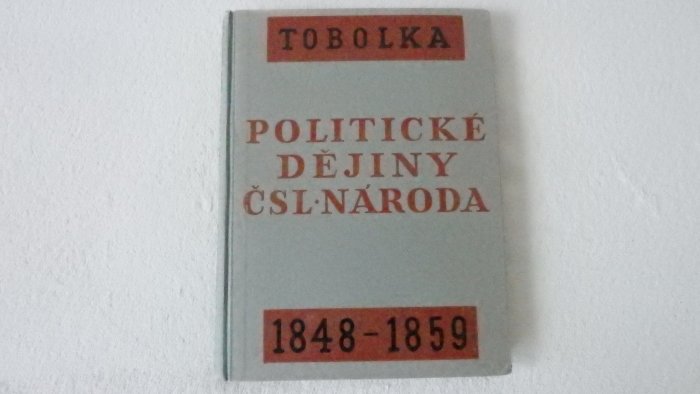 TOBOLKA
POLITICKÉ
DĚJINY
ČSL·NÁRODA
1848-1859